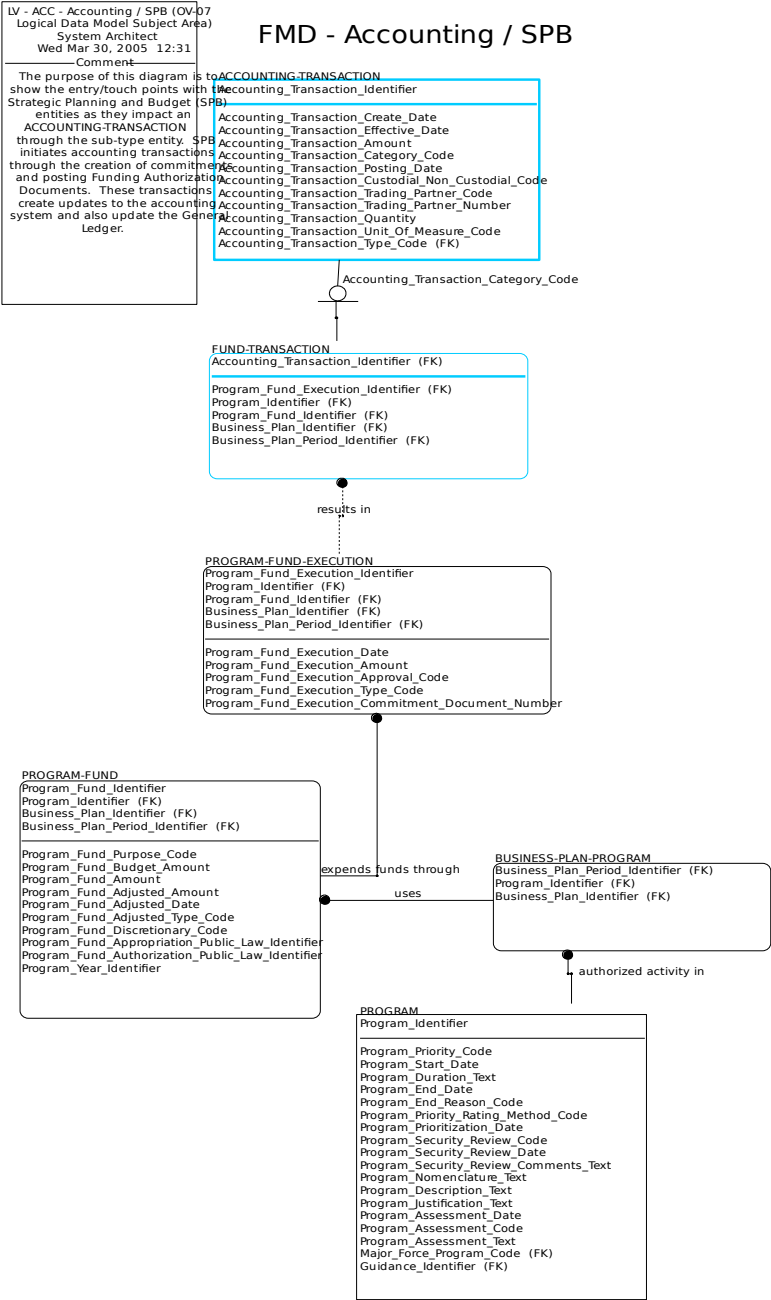 LV - ACC - Accounting / SPB (OV-07
Logical Data Model Subject Area)
System Architect
Wed Mar 30, 2005  12:31
Comment
The purpose of this diagram is to
show the entry/touch points with the
Strategic Planning and Budget (SPB)
entities as they impact an
ACCOUNTING-TRANSACTION
through the sub-type entity.  SPB
initiates accounting transactions
through the creation of commitments
and posting Funding Authorization
Documents.  These transactions
create updates to the accounting
system and also update the General
Ledger.
FMD - Accounting / SPB
ACCOUNTING-TRANSACTION
Accounting_Transaction_Identifier
Accounting_Transaction_Create_Date
Accounting_Transaction_Effective_Date
Accounting_Transaction_Amount
Accounting_Transaction_Category_Code
Accounting_Transaction_Posting_Date
Accounting_Transaction_Custodial_Non_Custodial_Code
Accounting_Transaction_Trading_Partner_Code
Accounting_Transaction_Trading_Partner_Number
Accounting_Transaction_Quantity
Accounting_Transaction_Unit_Of_Measure_Code
Accounting_Transaction_Type_Code  (FK)
Accounting_Transaction_Category_Code
FUND-TRANSACTION
Accounting_Transaction_Identifier  (FK)
Program_Fund_Execution_Identifier  (FK)
Program_Identifier  (FK)
Program_Fund_Identifier  (FK)
Business_Plan_Identifier  (FK)
Business_Plan_Period_Identifier  (FK)
results in
PROGRAM-FUND-EXECUTION
Program_Fund_Execution_Identifier
Program_Identifier  (FK)
Program_Fund_Identifier  (FK)
Business_Plan_Identifier  (FK)
Business_Plan_Period_Identifier  (FK)
Program_Fund_Execution_Date
Program_Fund_Execution_Amount
Program_Fund_Execution_Approval_Code
Program_Fund_Execution_Type_Code
Program_Fund_Execution_Commitment_Document_Number
PROGRAM-FUND
Program_Fund_Identifier
Program_Identifier  (FK)
Business_Plan_Identifier  (FK)
Business_Plan_Period_Identifier  (FK)
Program_Fund_Purpose_Code
Program_Fund_Budget_Amount
Program_Fund_Amount
Program_Fund_Adjusted_Amount
Program_Fund_Adjusted_Date
Program_Fund_Adjusted_Type_Code
Program_Fund_Discretionary_Code
Program_Fund_Appropriation_Public_Law_Identifier
Program_Fund_Authorization_Public_Law_Identifier
Program_Year_Identifier
expends funds through
uses
BUSINESS-PLAN-PROGRAM
Business_Plan_Period_Identifier  (FK)
Program_Identifier  (FK)
Business_Plan_Identifier  (FK)
authorized activity in
PROGRAM
Program_Identifier
Program_Priority_Code
Program_Start_Date
Program_Duration_Text
Program_End_Date
Program_End_Reason_Code
Program_Priority_Rating_Method_Code
Program_Prioritization_Date
Program_Security_Review_Code
Program_Security_Review_Date
Program_Security_Review_Comments_Text
Program_Nomenclature_Text
Program_Description_Text
Program_Justification_Text
Program_Assessment_Date
Program_Assessment_Code
Program_Assessment_Text
Major_Force_Program_Code  (FK)
Guidance_Identifier  (FK)